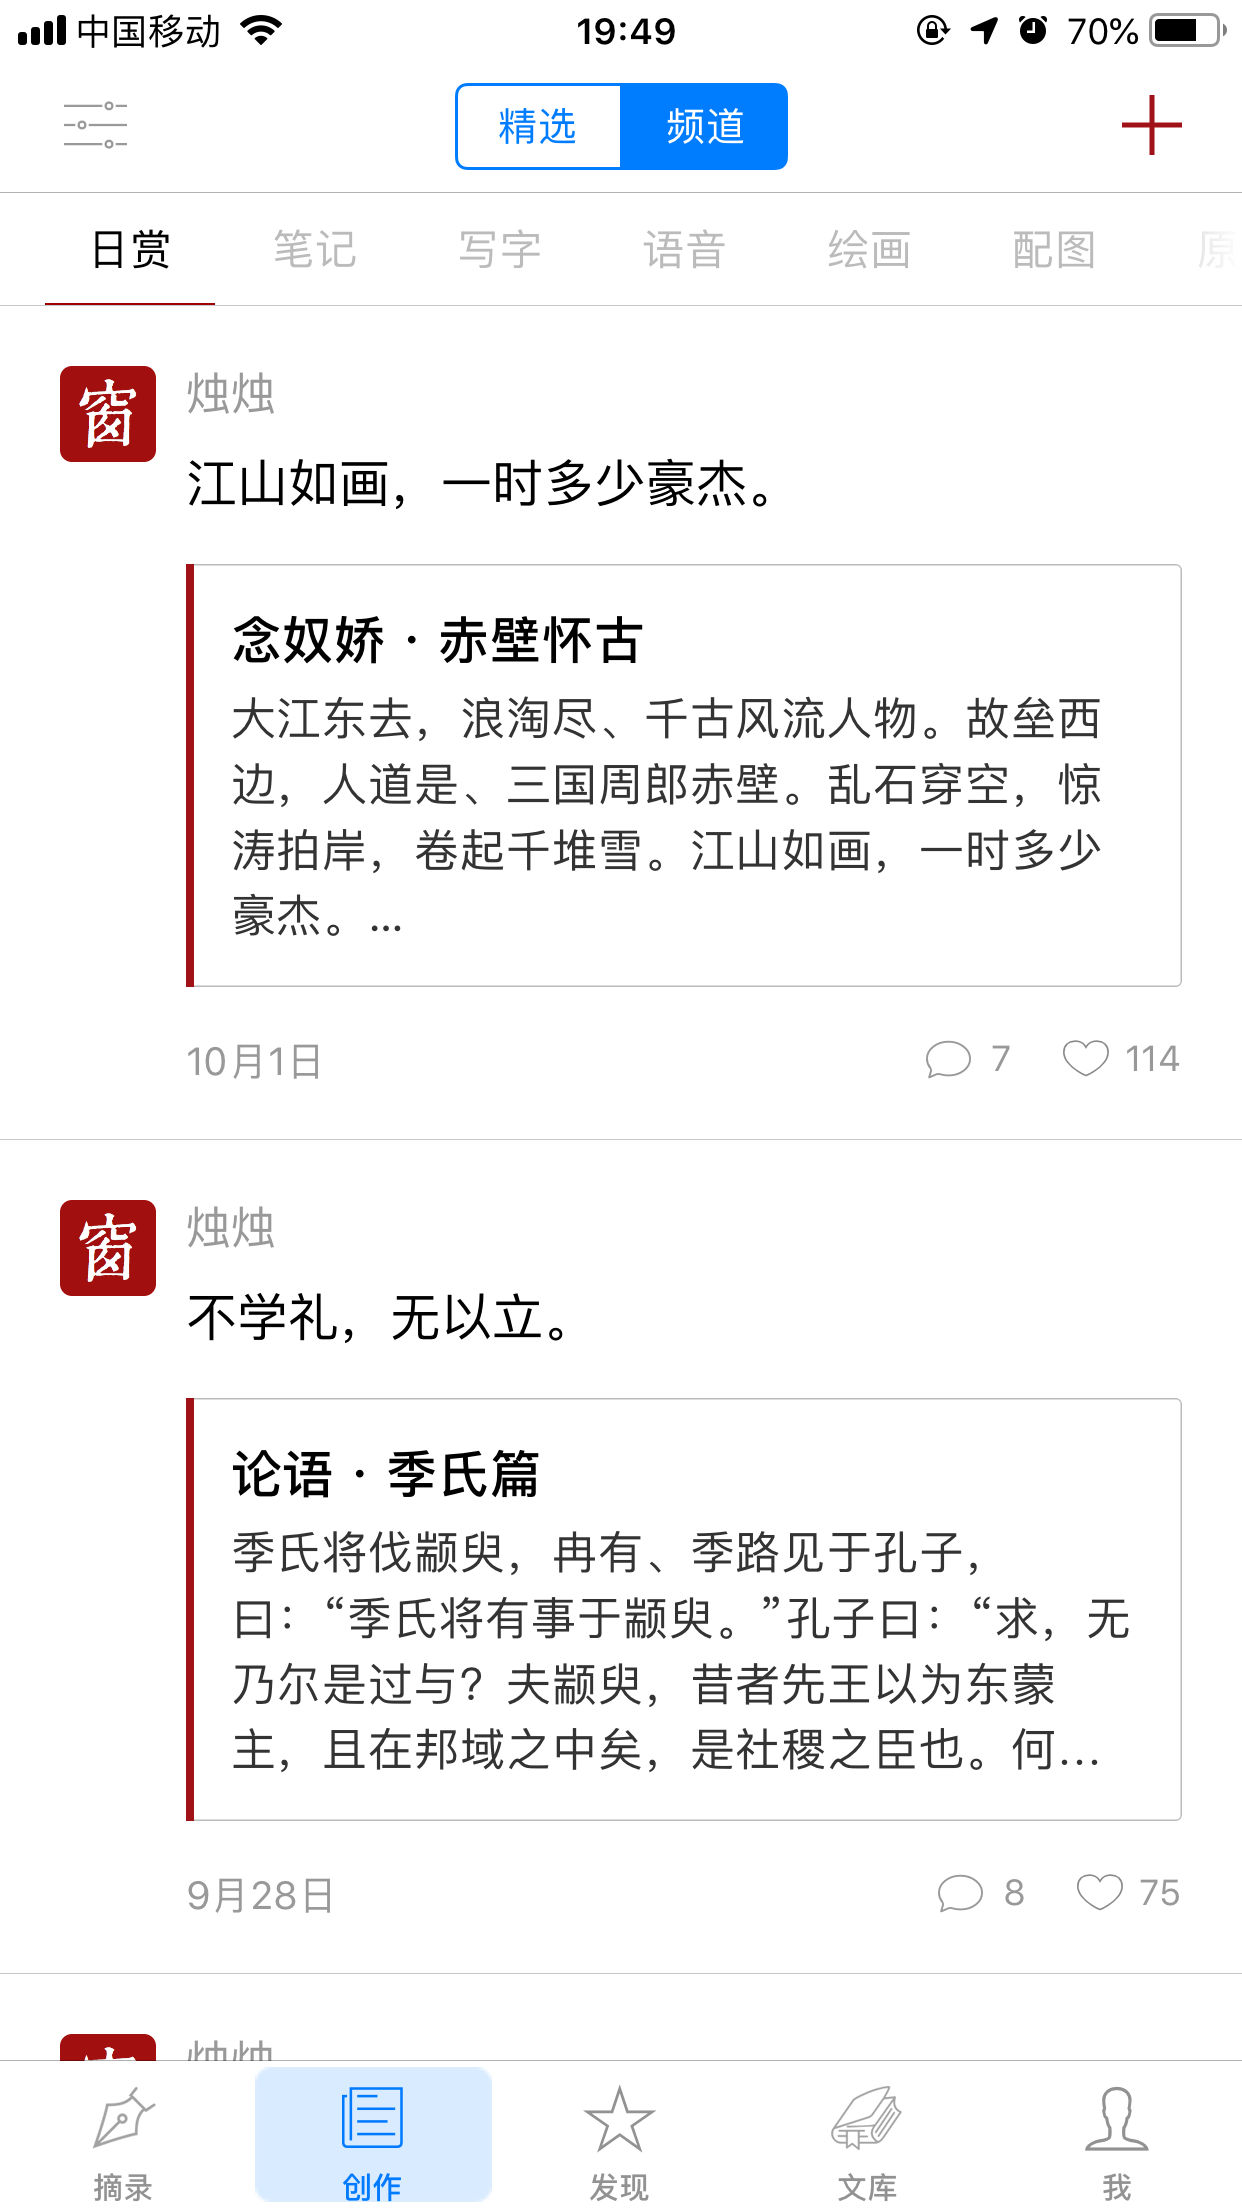 中国移动 19:49 70%
精选 频道
日赏 笔记 写字 语音 绘画 配图 原
窗 烛烛
江山如画，一时多少豪杰。
念奴娇 · 赤壁怀古
大江东去，浪淘尽、千古风流人物。故垒西
边，人道是、三国周郎赤壁。乱石穿空，惊
涛拍岸，卷起千堆雪。江山如画，一时多少
豪杰。...
10月1日 7 114
窗 烛烛
不学礼，无以立。
论语 · 季氏篇
季氏将伐颛臾，冉有、季路见于孔子，
曰：“季氏将有事于颛臾。”孔子曰：“求，无
乃尔是过与？夫颛臾，昔者先王以为东蒙
主，且在邦域之中矣，是社稷之臣也。何...
9月28日 8 75
摘录 创作 发现 文库 我